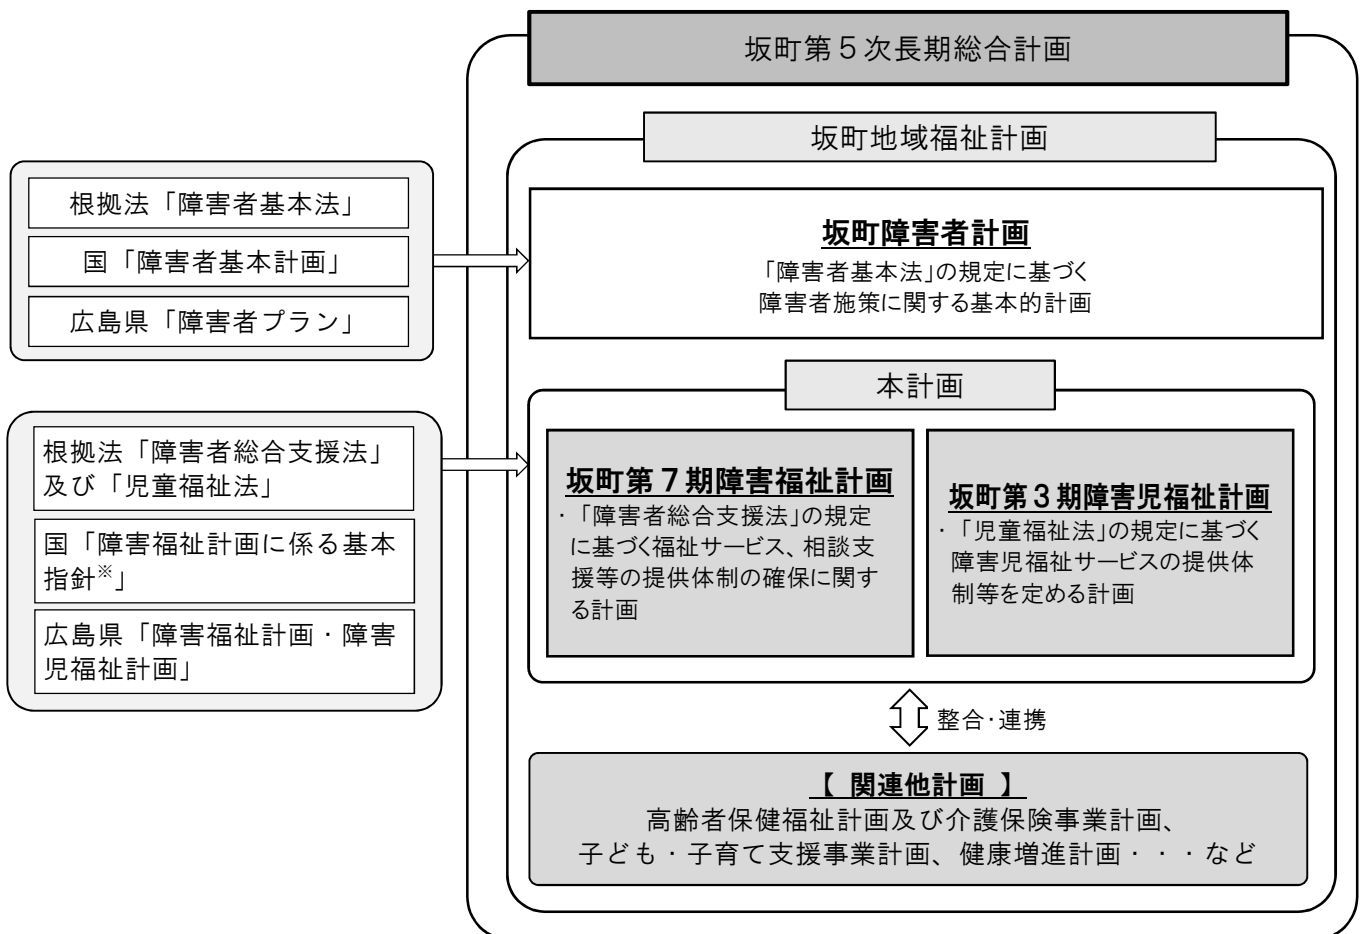 坂町第５次長期総合計画
坂町地域福祉計画
根拠法「障害者基本法」
国「障害者基本計画」
広島県「障害者プラン」
坂町障害者計画
「障害者基本法」の規定に基づく
障害者施策に関する基本的計画
本計画
根拠法「障害者総合支援法」
及び「児童福祉法」
国「障害福祉計画に係る基本
指針※」
広島県「障害福祉計画・障害
児福祉計画」
坂町第７期障害福祉計画
・「障害者総合支援法」の規定
に基づく福祉サービス、相談支
援等の提供体制の確保に関す
る計画
坂町第３期障害児福祉計画
・「児童福祉法」の規定に基づく
障害児福祉サービスの提供体
制等を定める計画
整合・連携
【 関連他計画 】
高齢者保健福祉計画及び介護保険事業計画、
子ども・子育て支援事業計画、健康増進計画・・・など